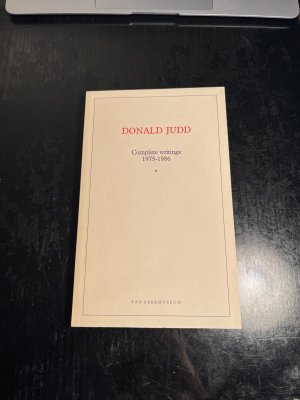 DONALD JUDD
Complete writings
1975-1986
VAN ABBEMUSEUM